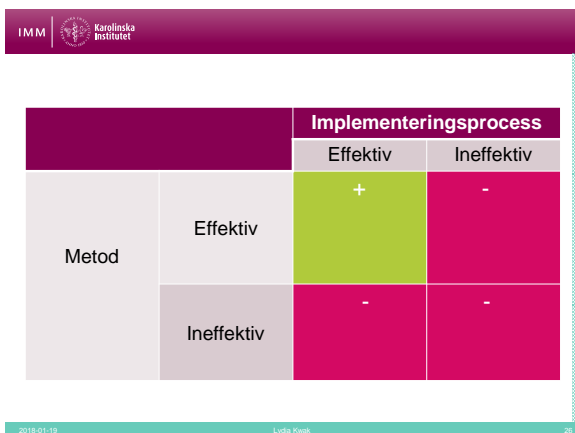 IMM
Karolinska
Institutet
Implementeringsprocess
Effektiv Ineffektiv
+ -
Metod Effektiv
- -
Ineffektiv
2018-01-19 Lydia Kwak 26